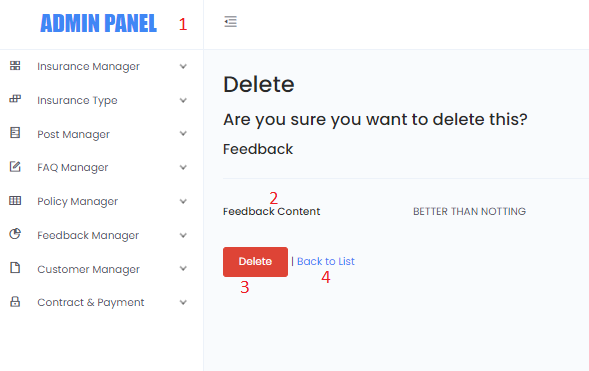 ADMIN PANEL 1
Insurance Manager
Insurance Type
Post Manager
FAQ Manager
Policy Manager
Feedback Manager
Customer Manager
Contract & Payment
Delete
Are you sure you want to delete this?
Feedback
2
Feedback Content BETTER THAN NOTTING
Delete | Back to List
3 4